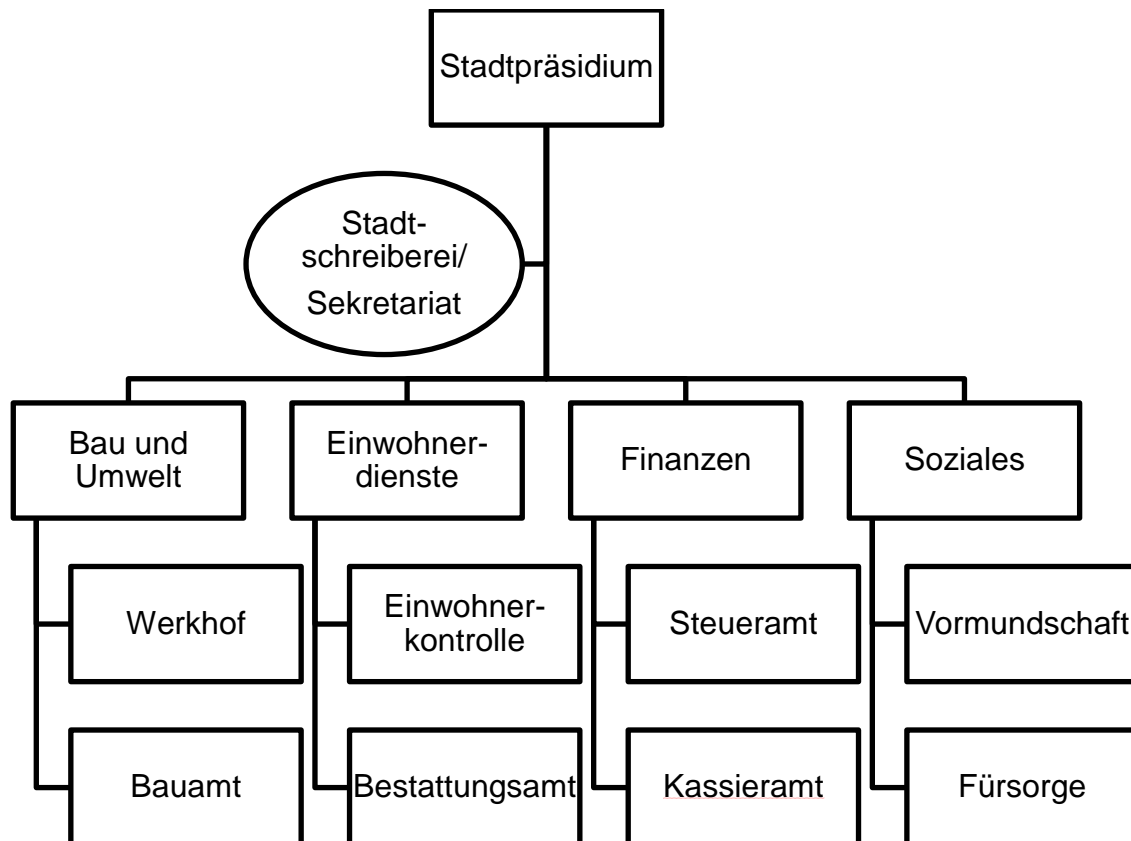 Stadtpräsidium
Stadt-
schreiberei/
Sekretariat
Bau und
Umwelt
Einwohner-
dienste
Finanzen
Soziales
Werkhof
Einwohner-
kontrolle
Steueramt
Vormundschaft
Bauamt
Bestattungsamt
Kassieramt
Fürsorge